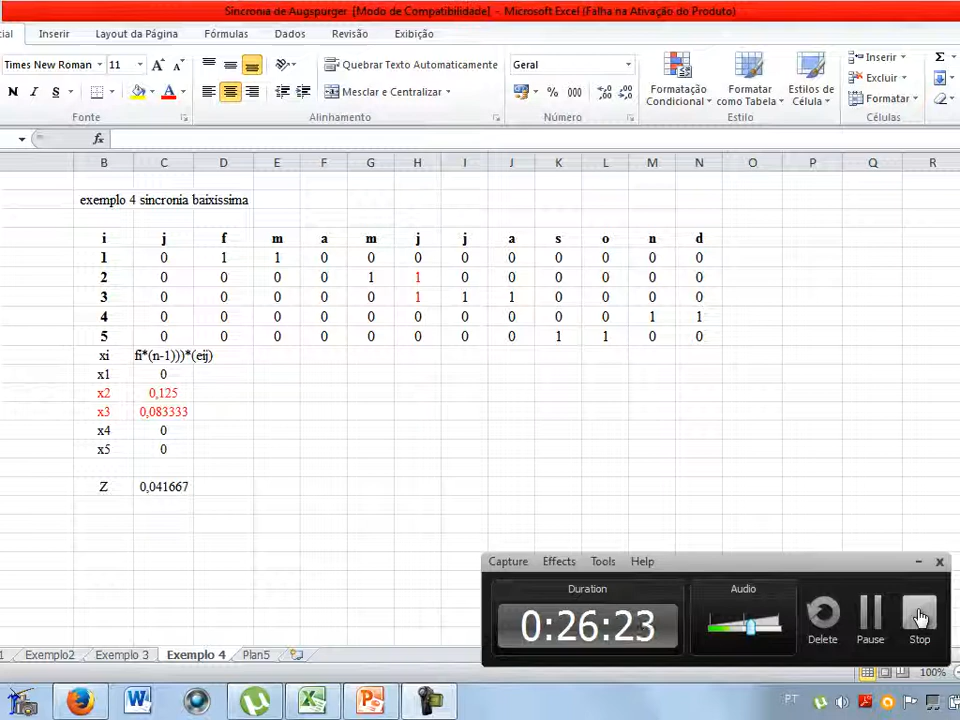 Sincronia de Augspurger [Modo de Compatibilidade] - Microsoft Excel (Falha na Ativação do Produto)
cial Inserir Layout da Página Fórmulas Dados Revisão Exibição
Times New Roman 11 A A Quebrar Texto Automaticamente Geral Formatação Condicional Formatar como Tabela Estilos de Célula Inserir Σ
N I S A Mesclar e Centralizar % 000 ,00 Excluir
Formatar
Fonte Alinhamento Número Estilo Células
fx
B C D E F G H I J K L M N O P Q R
exemplo 4 sincronia baixissima
i j f m a m j j a s o n d
1 0 1 1 0 0 0 0 0 0 0 0 0
2 0 0 0 0 1 1 0 0 0 0 0 0
3 0 0 0 0 0 1 1 1 0 0 0 0
4 0 0 0 0 0 0 0 0 0 0 1 1
5 0 0 0 0 0 0 0 0 1 1 0 0
xi fi*(n-1)))*(eij)
x1 0
x2 0,125
x3 0,083333
x4 0
x5 0
Z 0,041667
Capture Effects Tools Help - x
Duration Audio
0:26:23
Delete Pause Stop
1 Exemplo2 Exemplo 3 Exemplo 4 Plan5
100%
PT